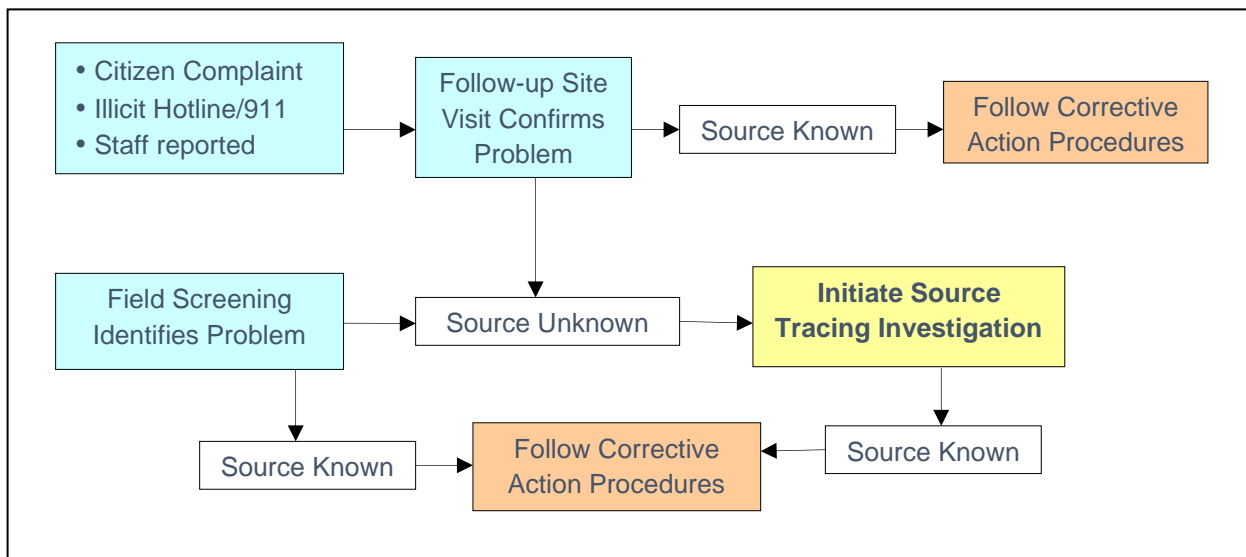 • Citizen Complaint
• Illicit Hotline/911
• Staff reported
Follow-up Site
Visit Confirms
Problem
Source Known
Follow Corrective
Action Procedures
Field Screening
Identifies Problem
Source Unknown
Initiate Source
Tracing Investigation
Source Known
Follow Corrective
Action Procedures
Source Known